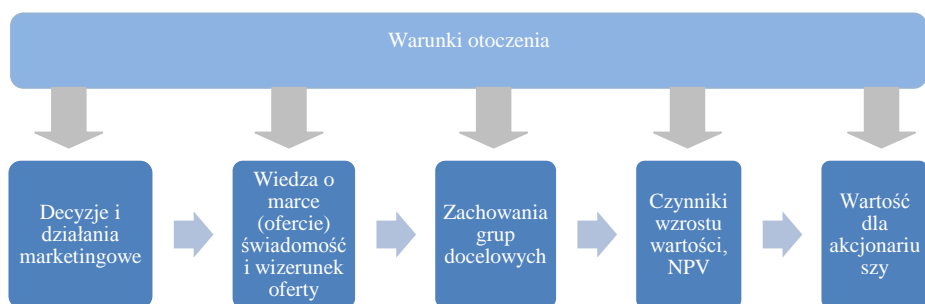 Warunki otoczenia
Decyzje i
działania
marketingowe
Wiedza o
marce
(ofercie)
świadomość
i wizerunek
oferty
Zachowania
grup
docelowych
Czynniki
wzrostu
wartości,
NPV
Wartość
dla
akcjonariu
szy